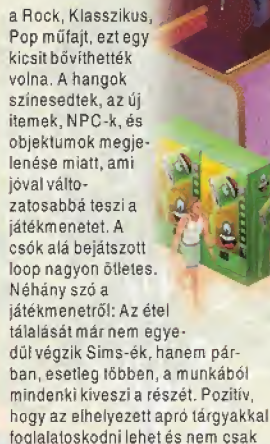 a Rock, Klasszikus,
Pop műfajt, ezt egy
kicsit bővíthették
volna. A hangok
színesedtek, az új
itemek, NPC-k, és
objektumok megje-
lenése miatt, ami
jóval válto-
zatosabbá teszi a
játékmenetet. A
csók alá bejátszott
loop nagyon ötletes.
Néhány szó a
játékmenetről: Az étel
tálalását már nem egye-
dül végzik Sims-ék, hanem pár-
ban, esetleg többen, a munkából
mindenki kiveszi a részét. Pozitív,
hogy az elhelyezett apró tárgyakkal
foglalatoskodni lehet és nem csak